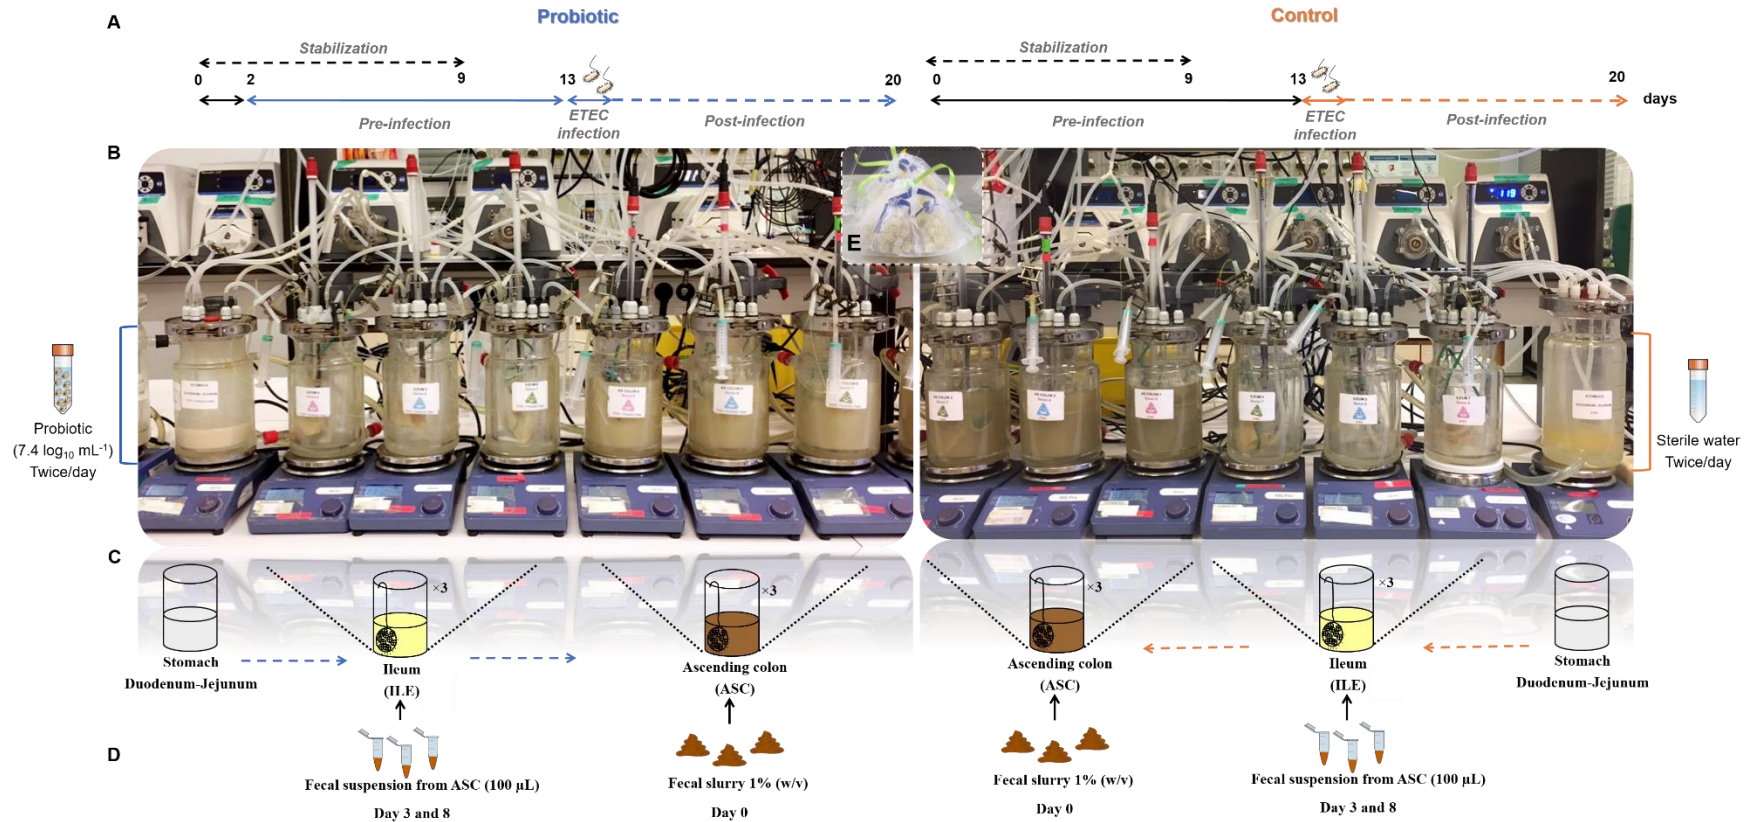 A
Probiotic
Control
Stabilization
0
2
9
13
20
Pre-infection
ETEC
infection
Post-infection
Stabilization
0
9
13
20
days
Pre-infection
ETEC
infection
Post-infection
B
E
119
Probiotic
(7.4 log10 mL-1)
Twice/day
Sterile water
Twice/day
C
×3
×3
×3
×3
Stomach
Duodenum-Jejunum
Ileum
(ILE)
Ascending colon
(ASC)
Ascending colon
(ASC)
Ileum
(ILE)
Stomach
Duodenum-Jejunum
D
Fecal suspension from ASC (100 µL)
Day 3 and 8
Fecal slurry 1% (w/v)
Day 0
Fecal slurry 1% (w/v)
Day 0
Fecal suspension from ASC (100 µL)
Day 3 and 8